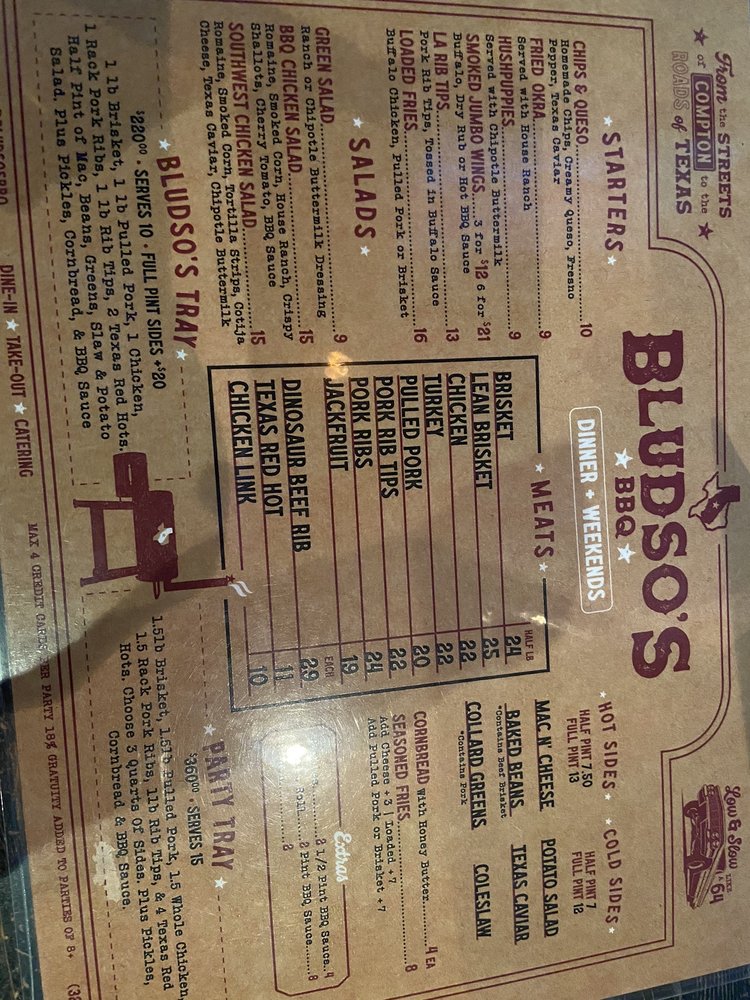 From the STREETS
of COMPTON to the
ROADS of TEXAS
BLUDSO'S
BBQ
DINNER + WEEKENDS
Low & Slow LIKE A 64
STARTERS
CHIPS & QUESO 10
Homemade Chips, Creamy Queso, Fresno
Pepper, Texas Caviar
FRIED OKRA 9
Served with House Ranch
HUSHPUPPIES 9
Served with Chipotle Buttermilk
SMOKED JUMBO WINGS 3 for $12 6 for $21
Buffalo, Dry Rub or Hot BBQ Sauce
LA RIB TIPS 13
Pork Rib Tips, Tossed in Buffalo Sauce
LOADED FRIES 16
Buffalo Chicken, Pulled Pork or Brisket
SALADS
GREEN SALAD 9
Ranch or Chipotle Buttermilk Dressing
BBQ CHICKEN SALAD 15
Romaine, Smoked Corn, House Ranch, Crispy
Shallots, Cherry Tomato, BBQ Sauce
SOUTHWEST CHICKEN SALAD 15
Romaine, Smoked Corn, Tortilla Strips, Cotija
Cheese, Texas Caviar, Chipotle Buttermilk
MEATS
HALF LB
BRISKET 24
LEAN BRISKET 25
CHICKEN 22
TURKEY 22
PULLED PORK 20
PORK RIB TIPS 22
PORK RIBS 24
JACKFRUIT 19
EACH
DINOSAUR BEEF RIB 29
TEXAS RED HOT 11
CHICKEN LINK 10
HOT SIDES
HALF PINT 7.50
FULL PINT 13
MAC N' CHEESE
BAKED BEANS
*Contains Beef Brisket
COLLARD GREENS
*Contains Pork
COLD SIDES
HALF PINT 7
FULL PINT 12
POTATO SALAD
TEXAS CAVIAR
COLESLAW
CORNBREAD with Honey Butter 4 EA
SEASONED FRIES 8
Add Cheese + 3 | Loaded + 7
Add Pulled Pork or Brisket + 7
Extras
2 1/2 Pint BBQ Sauce 4
Roll 2 Pint BBQ Sauce 8
2
BLUDSO'S TRAY
$220⁰⁰ · SERVES 10 · FULL PINT SIDES +$20
1 lb Brisket, 1 lb Pulled Pork, 1 Chicken,
1 Rack Pork Ribs, 1 lb Rib Tips, 2 Texas Red Hots.
Half Pint of Mac, Beans, Greens, Slaw & Potato
Salad. Plus Pickles, Cornbread, & BBQ Sauce
PARTY TRAY
$360⁰⁰ · SERVES 15
1.5lb Brisket, 1.5lb Pulled Pork, 1.5 Whole Chicken,
1.5 Rack Pork Ribs, 1lb Rib Tips, & 4 Texas Red
Hots. Choose 3 Quarts Of Sides. Plus Pickles,
Cornbread & BBQ Sauce.
MAX 4 CREDIT CARDS PER PARTY 18% GRATUITY ADDED TO PARTIES OF 8+
DINE-IN ★ TAKE-OUT ★ CATERING